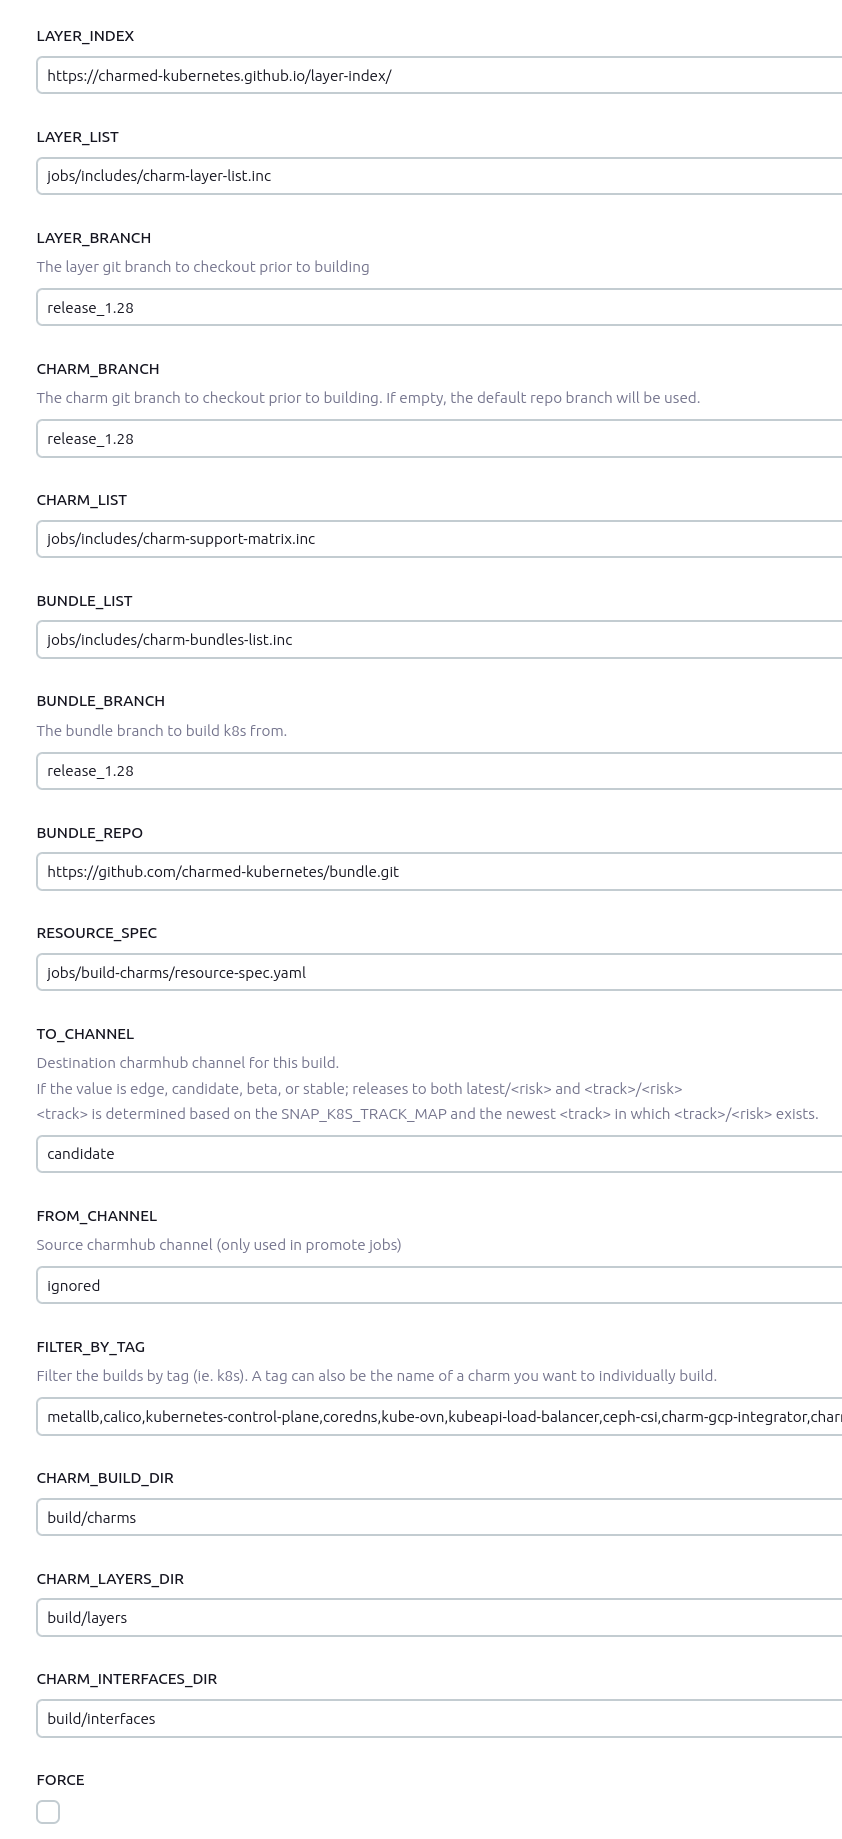 LAYER_INDEX
https://charmed-kubernetes.github.io/layer-index/
LAYER_LIST
jobs/includes/charm-layer-list.inc
LAYER_BRANCH
The layer git branch to checkout prior to building
release_1.28
CHARM_BRANCH
The charm git branch to checkout prior to building. If empty, the default repo branch will be used.
release_1.28
CHARM_LIST
jobs/includes/charm-support-matrix.inc
BUNDLE_LIST
jobs/includes/charm-bundles-list.inc
BUNDLE_BRANCH
The bundle branch to build k8s from.
release_1.28
BUNDLE_REPO
https://github.com/charmed-kubernetes/bundle.git
RESOURCE_SPEC
jobs/build-charms/resource-spec.yaml
TO_CHANNEL
Destination charmhub channel for this build.
If the value is edge, candidate, beta, or stable; releases to both latest/<risk> and <track>/<risk>
<track> is determined based on the SNAP_K8S_TRACK_MAP and the newest <track> in which <track>/<risk> exists.
candidate
FROM_CHANNEL
Source charmhub channel (only used in promote jobs)
ignored
FILTER_BY_TAG
Filter the builds by tag (ie. k8s). A tag can also be the name of a charm you want to individually build.
metallb,calico,kubernetes-control-plane,coredns,kube-ovn,kubeapi-load-balancer,ceph-csi,charm-gcp-integrator,
CHARM_BUILD_DIR
build/charms
CHARM_LAYERS_DIR
build/layers
CHARM_INTERFACES_DIR
build/interfaces
FORCE